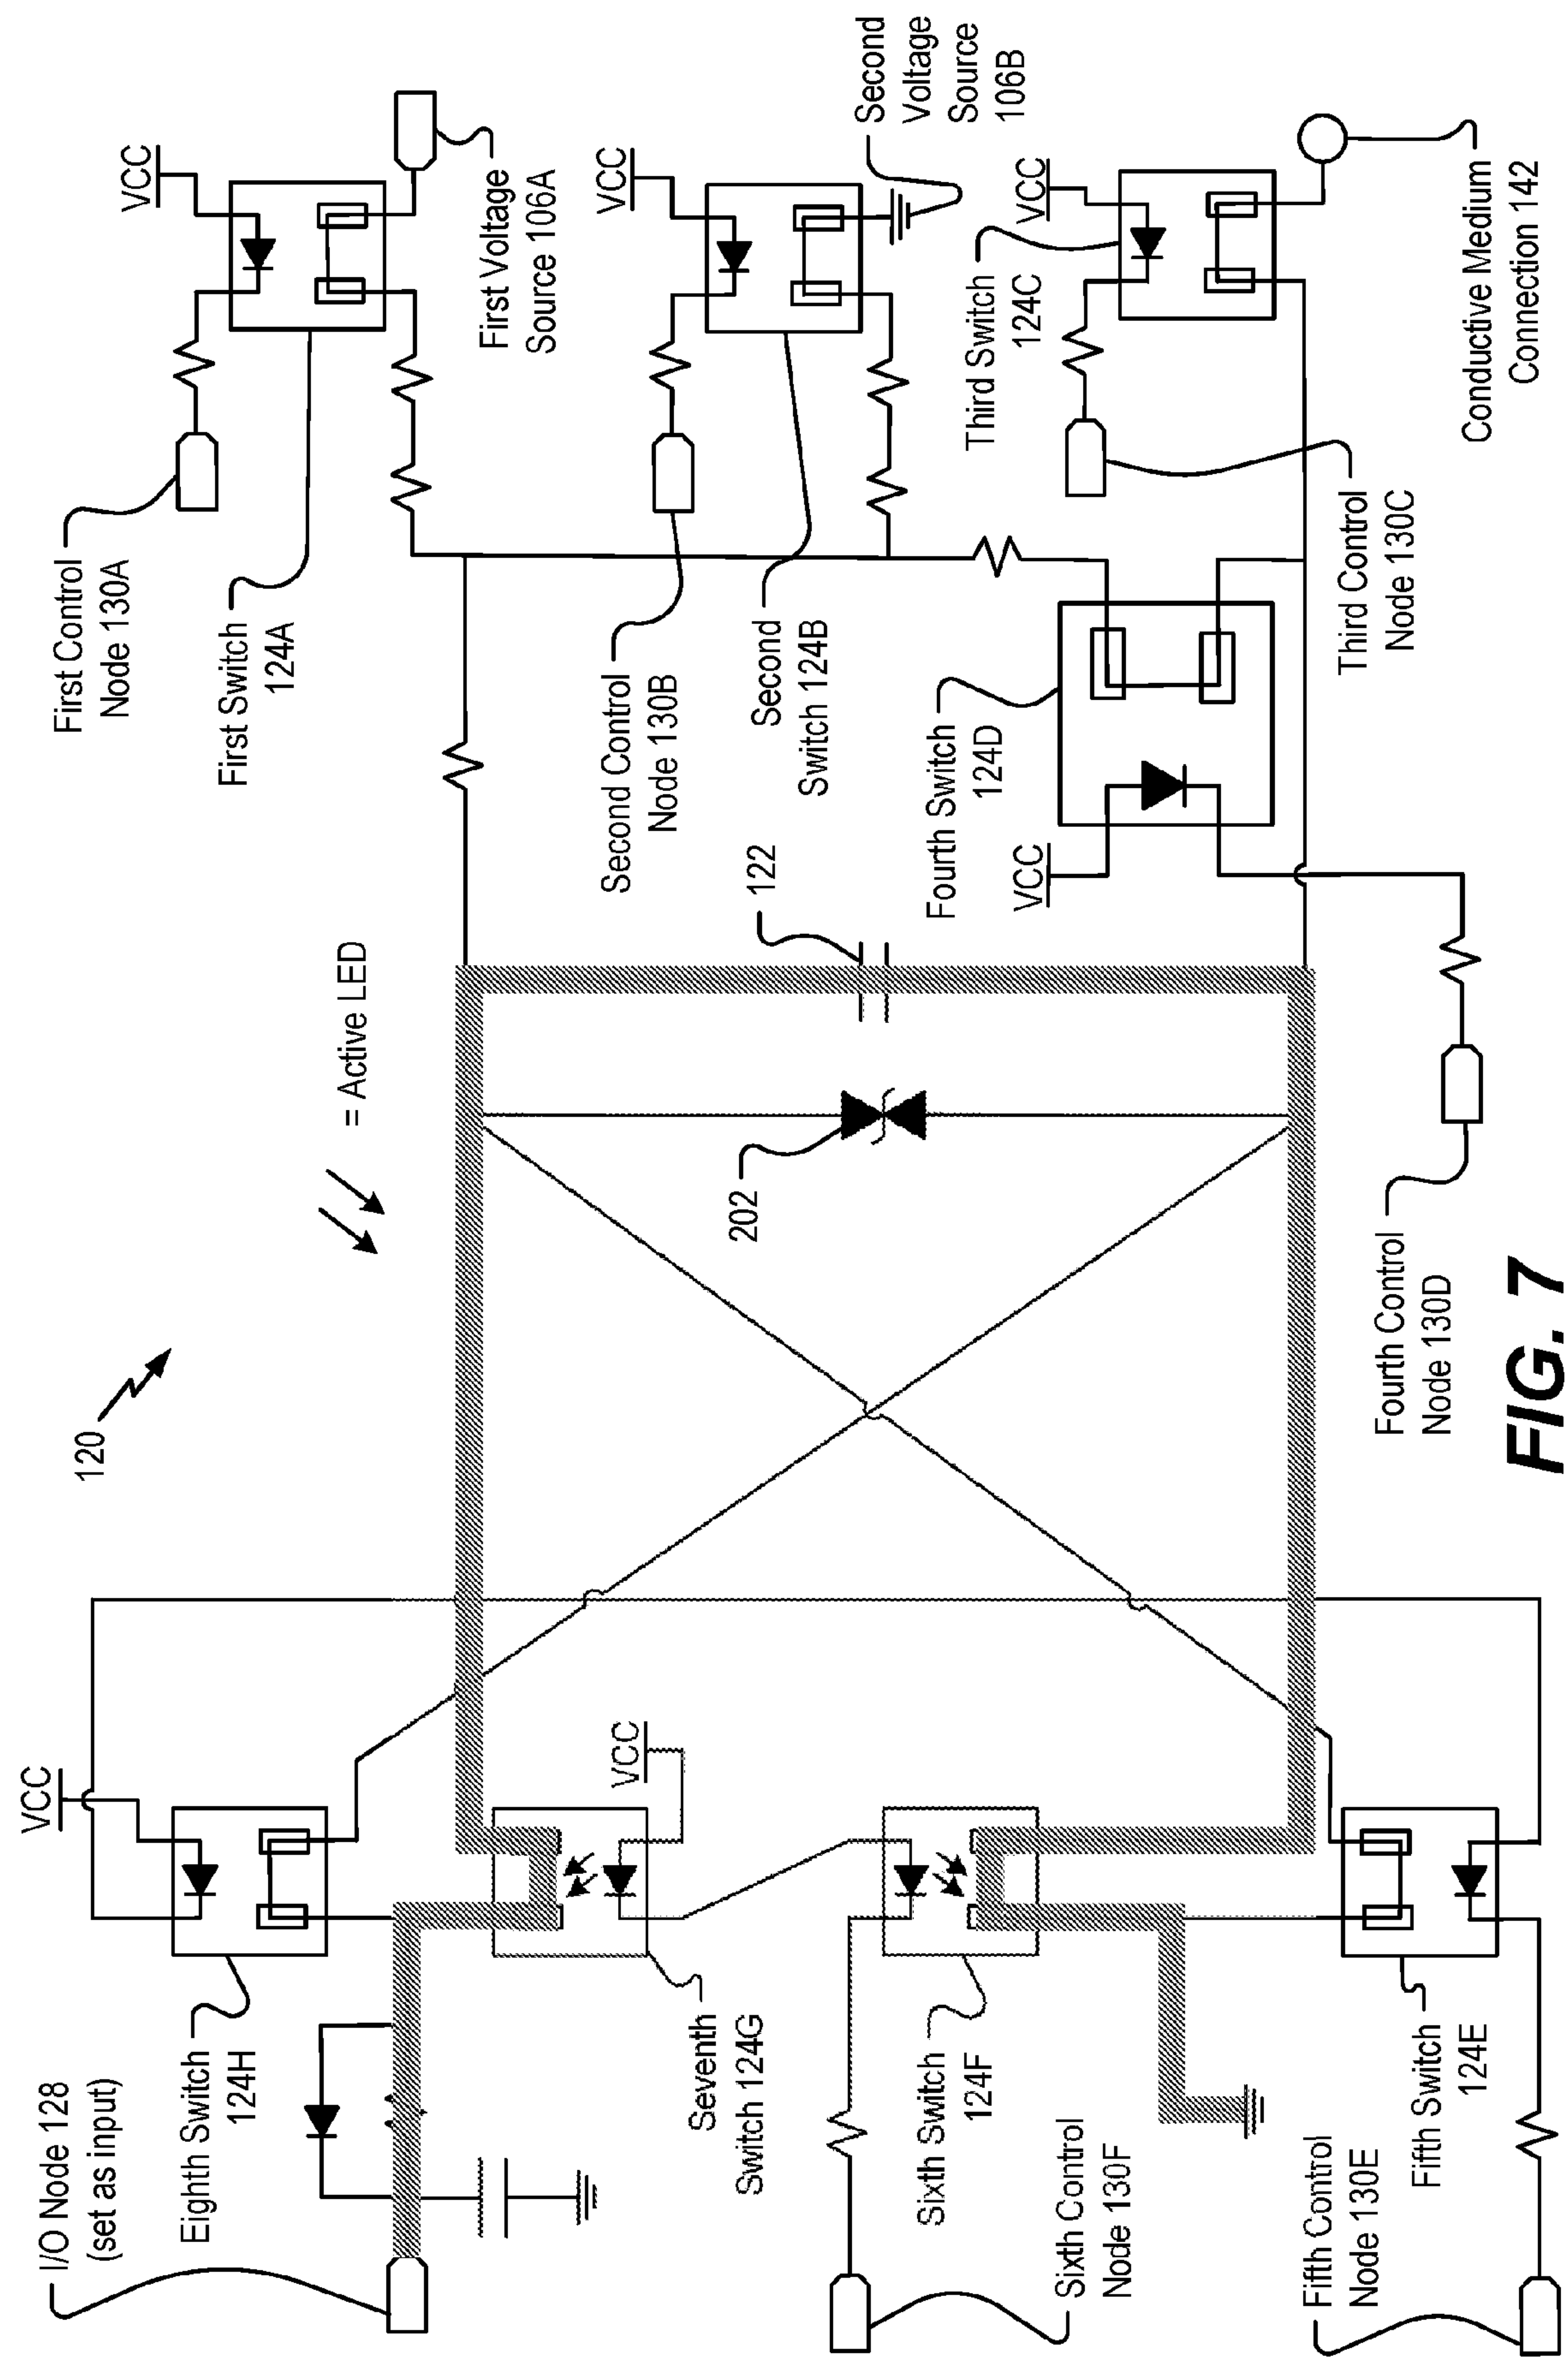 120
= Active LED
I/O Node 128
(set as input)
VCC
Eighth Switch
124H
Seventh
Switch 124G
VCC
Sixth Switch
124F
Sixth Control
Node 130F
Fifth Control
Node 130E
Fifth Switch
124E
202
122
First Control
Node 130A
First Switch
124A
VCC
First Voltage
Source 106A
Second Control
Node 130B
Second
Switch 124B
VCC
Second
Voltage
Source
106B
Fourth Switch
124D
VCC
Third Switch
124C
VCC
Third Control
Node 130C
Conductive Medium
Connection 142
Fourth Control
Node 130D
FIG. 7